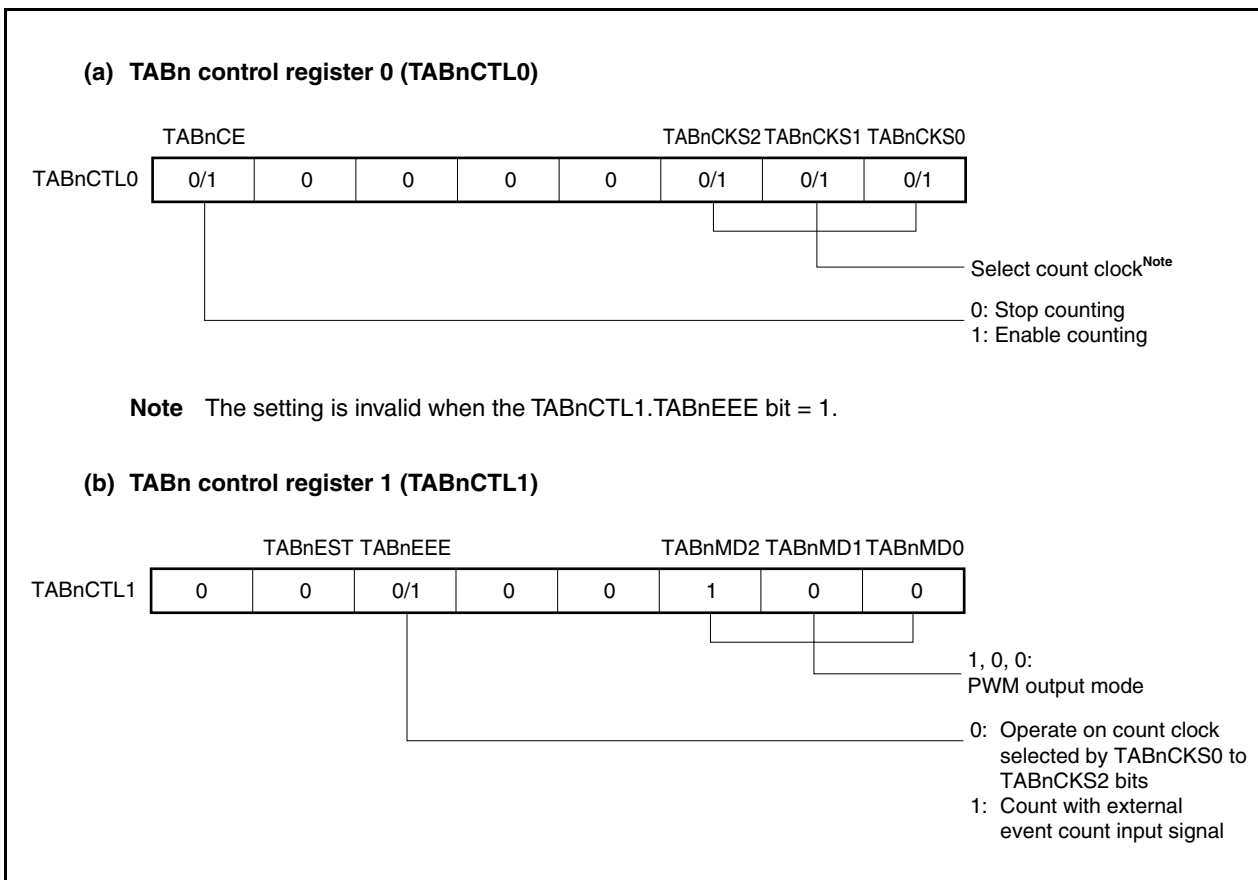 (a) TABn control register 0 (TABnCTL0)
TABnCE TABnCKS2 TABnCKS1 TABnCKS0
TABnCTL0 0/1 0 0 0 0 0/1 0/1 0/1
Select count clockNote
0: Stop counting
1: Enable counting
Note The setting is invalid when the TABnCTL1.TABnEEE bit = 1.
(b) TABn control register 1 (TABnCTL1)
TABnEST TABnEEE TABnMD2 TABnMD1 TABnMD0
TABnCTL1 0 0 0/1 0 0 1 0 0
1, 0, 0:
PWM output mode
0: Operate on count clock
selected by TABnCKS0 to
TABnCKS2 bits
1: Count with external
event count input signal